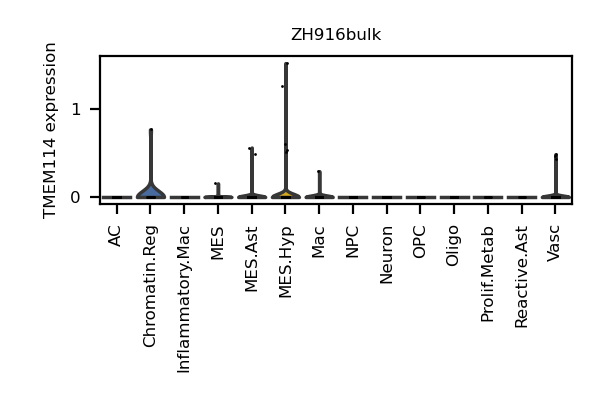 ZH916bulk
TMEM114 expression
1
0
AC
Chromatin.Reg
Inflammatory.Mac
MES
MES.Ast
MES.Hyp
Mac
NPC
Neuron
OPC
Oligo
Prolif.Metab
Reactive.Ast
Vasc